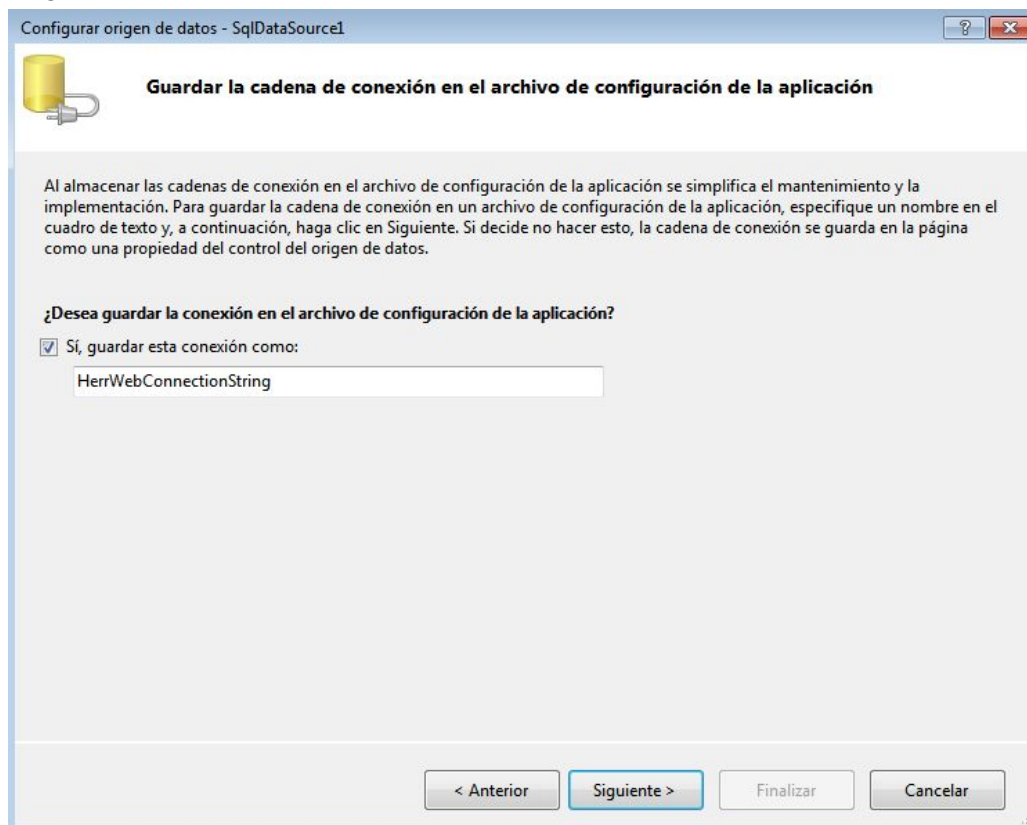 Configurar origen de datos - SqlDataSource1
Guardar la cadena de conexión en el archivo de configuración de la aplicación
Al almacenar las cadenas de conexión en el archivo de configuración de la aplicación se simplifica el mantenimiento y la
implementación. Para guardar la cadena de conexión en un archivo de configuración de la aplicación, especifique un nombre en el
cuadro de texto y, a continuación, haga clic en Siguiente. Si decide no hacer esto, la cadena de conexión se guarda en la página
como una propiedad del control del origen de datos.
¿Desea guardar la conexión en el archivo de configuración de la aplicación?
Sí, guardar esta conexión como:
HerrWebConnectionString
< Anterior Siguiente > Finalizar Cancelar